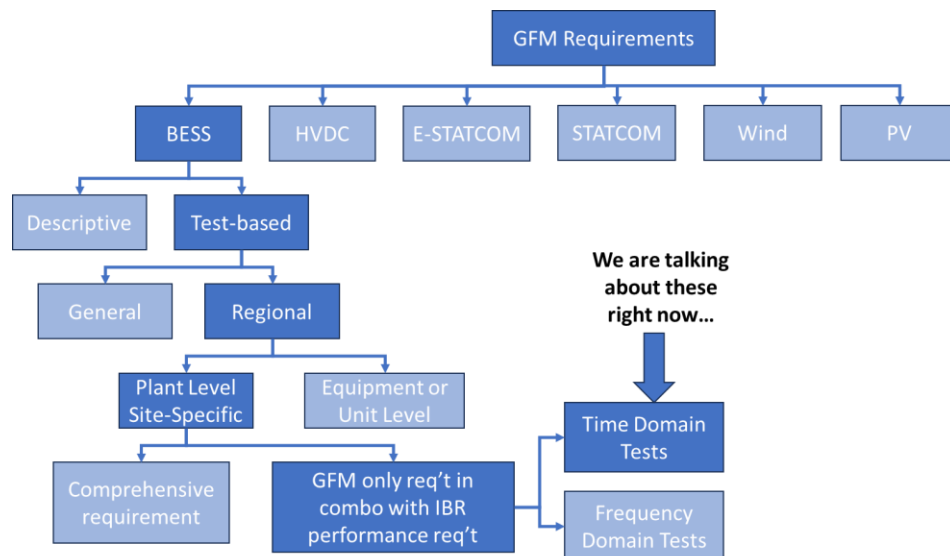 GFM Requirements
BESS
HVDC
E-STATCOM
STATCOM
Wind
PV
Descriptive
Test-based
General
Regional
We are talking
about these
right now...
Plant Level
Site-Specific
Equipment or
Unit Level
Time Domain
Tests
Comprehensive
requirement
GFM only req't in
combo with IBR
performance req't
Frequency
Domain Tests